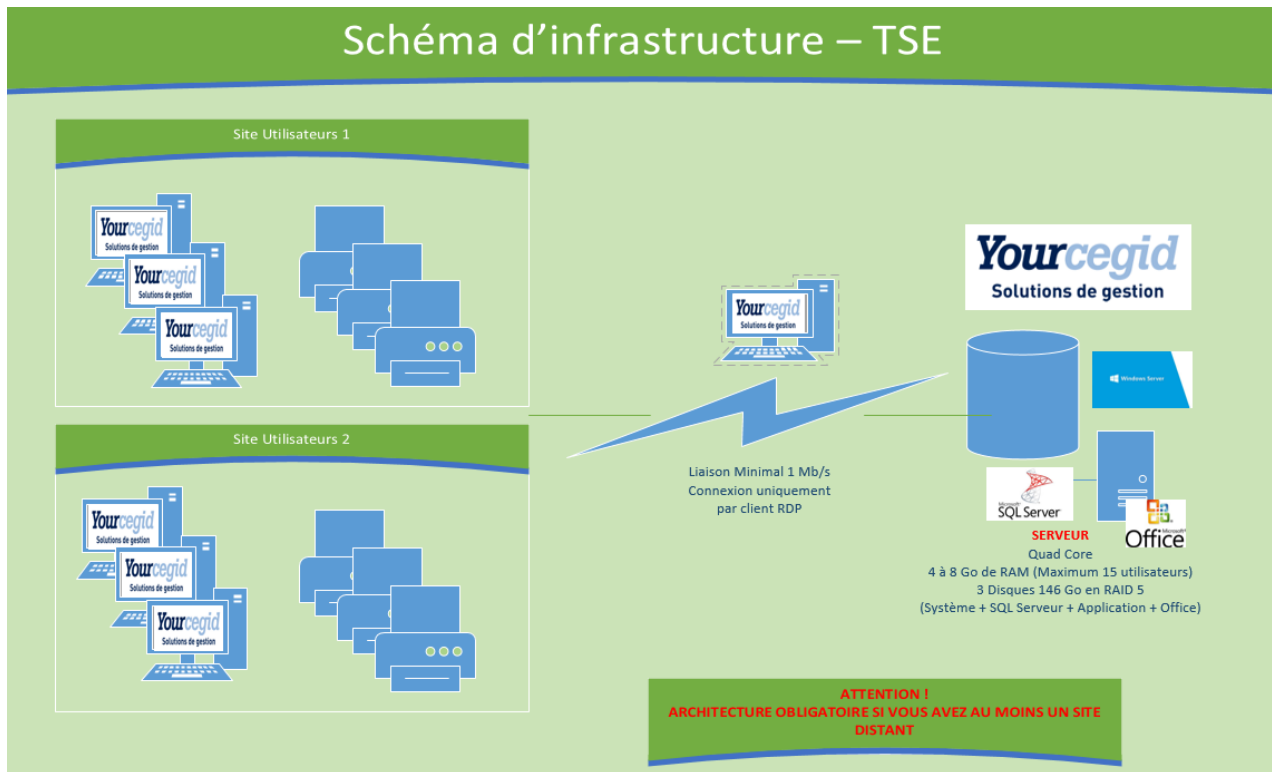 Schéma d'infrastructure – TSE
Site Utilisateurs 1
Yourcegid
Solutions de gestion
Yourcegid
Solutions de gestion
Yourcegid
Solutions de gestion
Site Utilisateurs 2
Yourcegid
Solutions de gestion
Yourcegid
Solutions de gestion
Yourcegid
Solutions de gestion
Yourcegid
Solutions de gestion
Liaison Minimal 1 Mb/s
Connexion uniquement
par client RDP
Yourcegid
Solutions de gestion
Windows Server
Microsoft
SQL Server
Microsoft
Office
SERVEUR
Quad Core
4 à 8 Go de RAM (Maximum 15 utilisateurs)
3 Disques 146 Go en RAID 5
(Système + SQL Serveur + Application + Office)
ATTENTION !
ARCHITECTURE OBLIGATOIRE SI VOUS AVEZ AU MOINS UN SITE
DISTANT